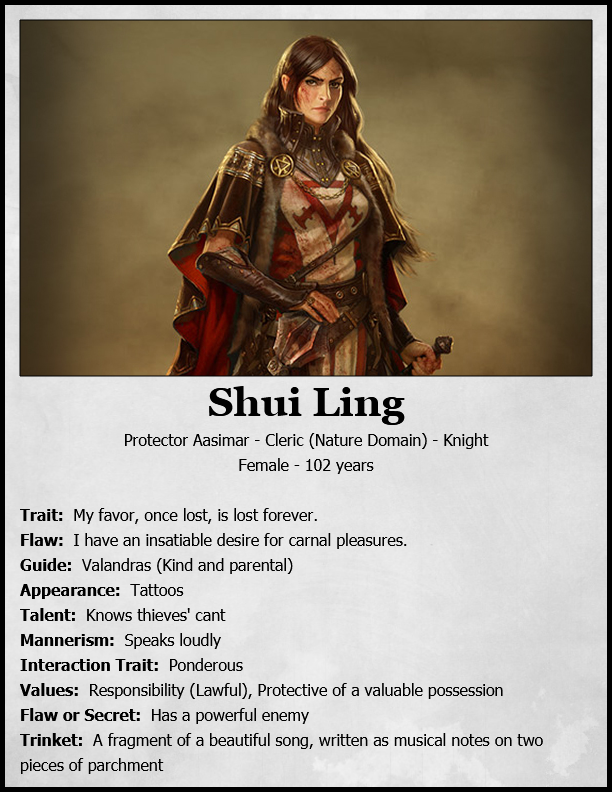 Shui Ling
Protector Aasimar - Cleric (Nature Domain) - Knight
Female - 102 years
Trait: My favor, once lost, is lost forever.
Flaw: I have an insatiable desire for carnal pleasures.
Guide: Valandras (Kind and parental)
Appearance: Tattoos
Talent: Knows thieves' cant
Mannerism: Speaks loudly
Interaction Trait: Ponderous
Values: Responsibility (Lawful), Protective of a valuable possession
Flaw or Secret: Has a powerful enemy
Trinket: A fragment of a beautiful song, written as musical notes on two
pieces of parchment